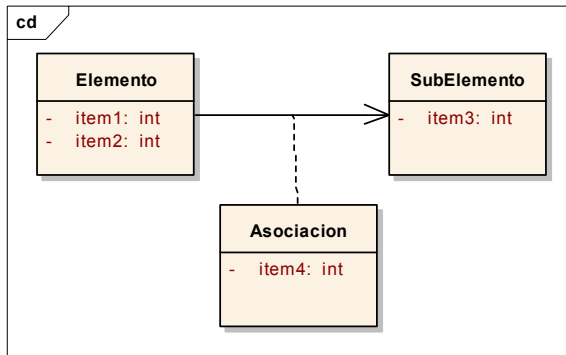 cd
Elemento
- item1: int
- item2: int
SubElemento
- item3: int
Asociacion
- item4: int